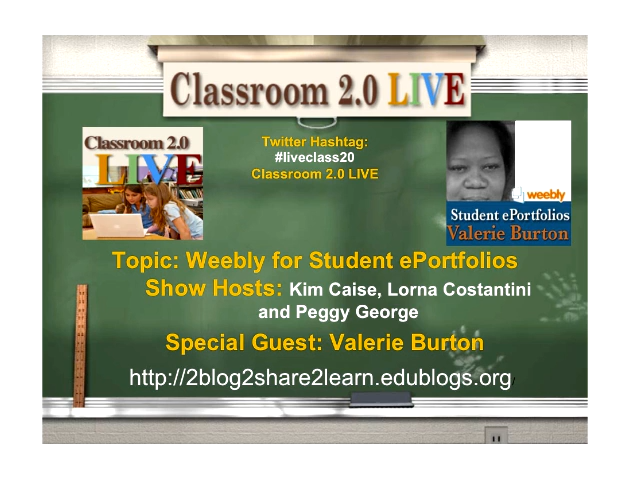 Classroom 2.0 LIVE
Classroom 2.0
LIVE
Twitter Hashtag:
#liveclass20
Classroom 2.0 LIVE
weebly
Student ePortfolios
Valerie Burton
Topic: Weebly for Student ePortfolios
Show Hosts: Kim Caise, Lorna Costantini
and Peggy George
Special Guest: Valerie Burton
http://2blog2share2learn.edublogs.org/